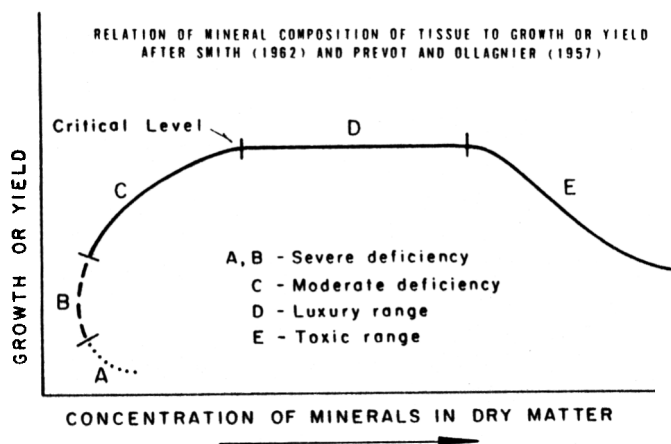 RELATION OF MINERAL COMPOSITION OF TISSUE TO GROWTH OR YIELD
AFTER SMITH (1962) AND PREVOT AND OLLAGNIER (1957)
Critical Level
D
C
E
B
A
A, B - Severe deficiency
C - Moderate deficiency
D - Luxury range
E - Toxic range
GROWTH OR YIELD
CONCENTRATION OF MINERALS IN DRY MATTER